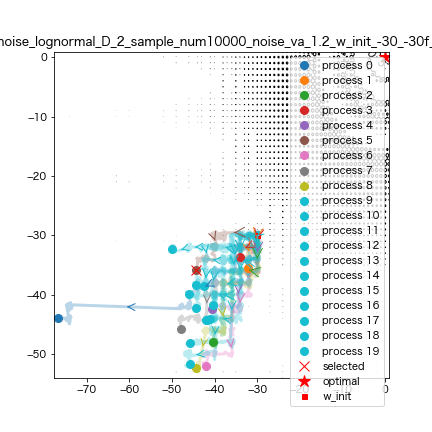 noise_lognormal_D_2_sample_num10000_noise_va_1.2_w_init_-30_-30f_
0
−10
−20
−30
−40
−50
−70
−60
−50
−40
−30
0
process 0
process 1
process 2
process 3
process 4
process 5
process 6
process 7
process 8
process 9
process 10
process 11
process 12
process 13
process 14
process 15
process 16
process 17
process 18
process 19
selected
optimal
w_init